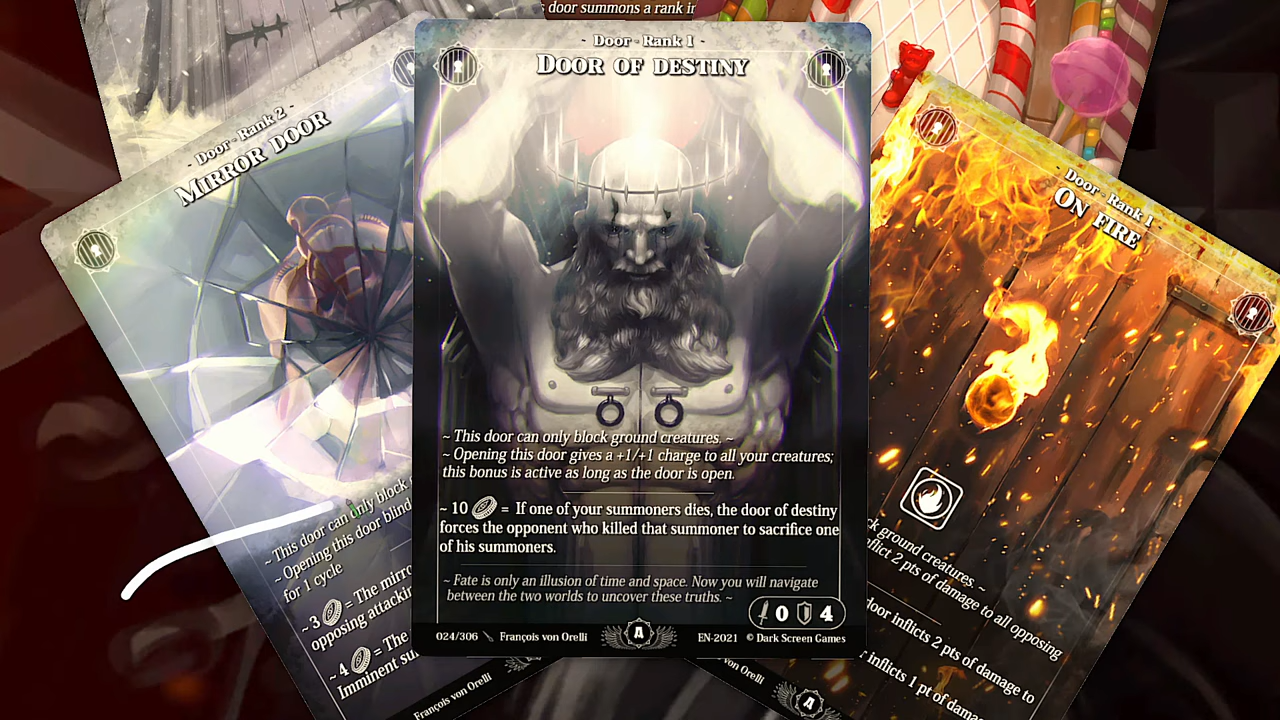 s door summons a rank
- Door - Rank 1 -
Door of destiny
~ This door can only block ground creatures. ~
~ Opening this door gives a +1/+1 charge to all your creatures;
this bonus is active as long as the door is open.
~ 10 = If one of your summoners dies, the door of destiny
forces the opponent who killed that summoner to sacrifice one
of his summoners.
~ Fate is only an illusion of time and space. Now you will navigate
between the two worlds to uncover these truths. ~
0 4
024/306 François von Orelli A EN-2021 © Dark Screen Games
- Door - Rank 2 -
Mirror door
~ This door can only block
~ Opening this door blind
for 1 cycle
~ 3 = The mirro
opposing attackin
~ 4 = The
Imminent su
François von Orelli
- Door - Rank 1 -
On fire
ck ground creatures. ~
flict 2 pts of damage to all opposing
door inflicts 2 pts of damage to
inflicts 1 pt of dama
von Orelli A